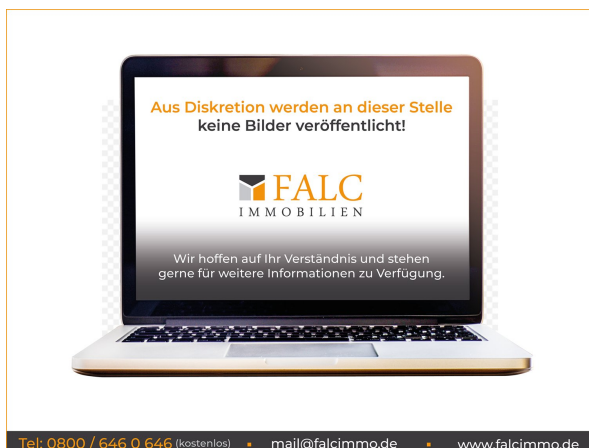 Aus Diskretion werden an dieser Stelle
keine Bilder veröffentlicht!
FALC
IMMOBILIEN
Wir hoffen auf Ihr Verständnis und stehen
gerne für weitere Informationen zu Verfügung.
Tel: 0800 / 646 0 646 (kostenlos) ▪ mail@falcimmo.de ▪ www.falcimmo.de